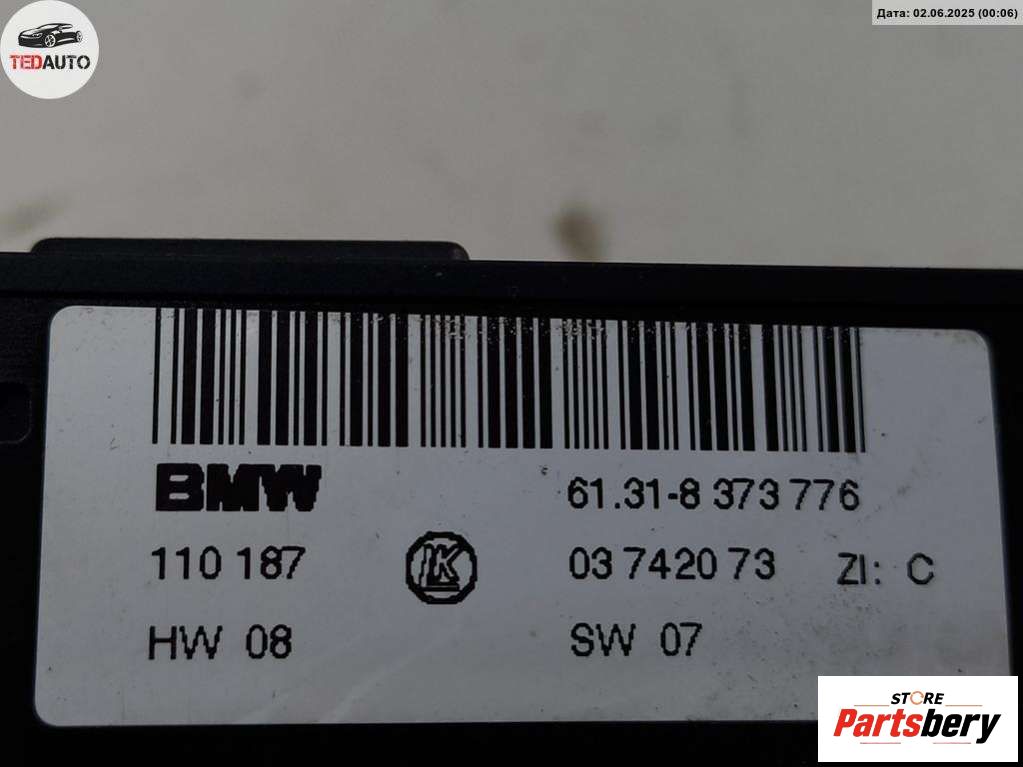 Дата: 02.06.2025 (00:06)
TEDAUTO
BMW 61.31-8 373 776
110 187 LK 03 7420 73 ZI: C
HW 08 SW 07
STORE
Partsbery